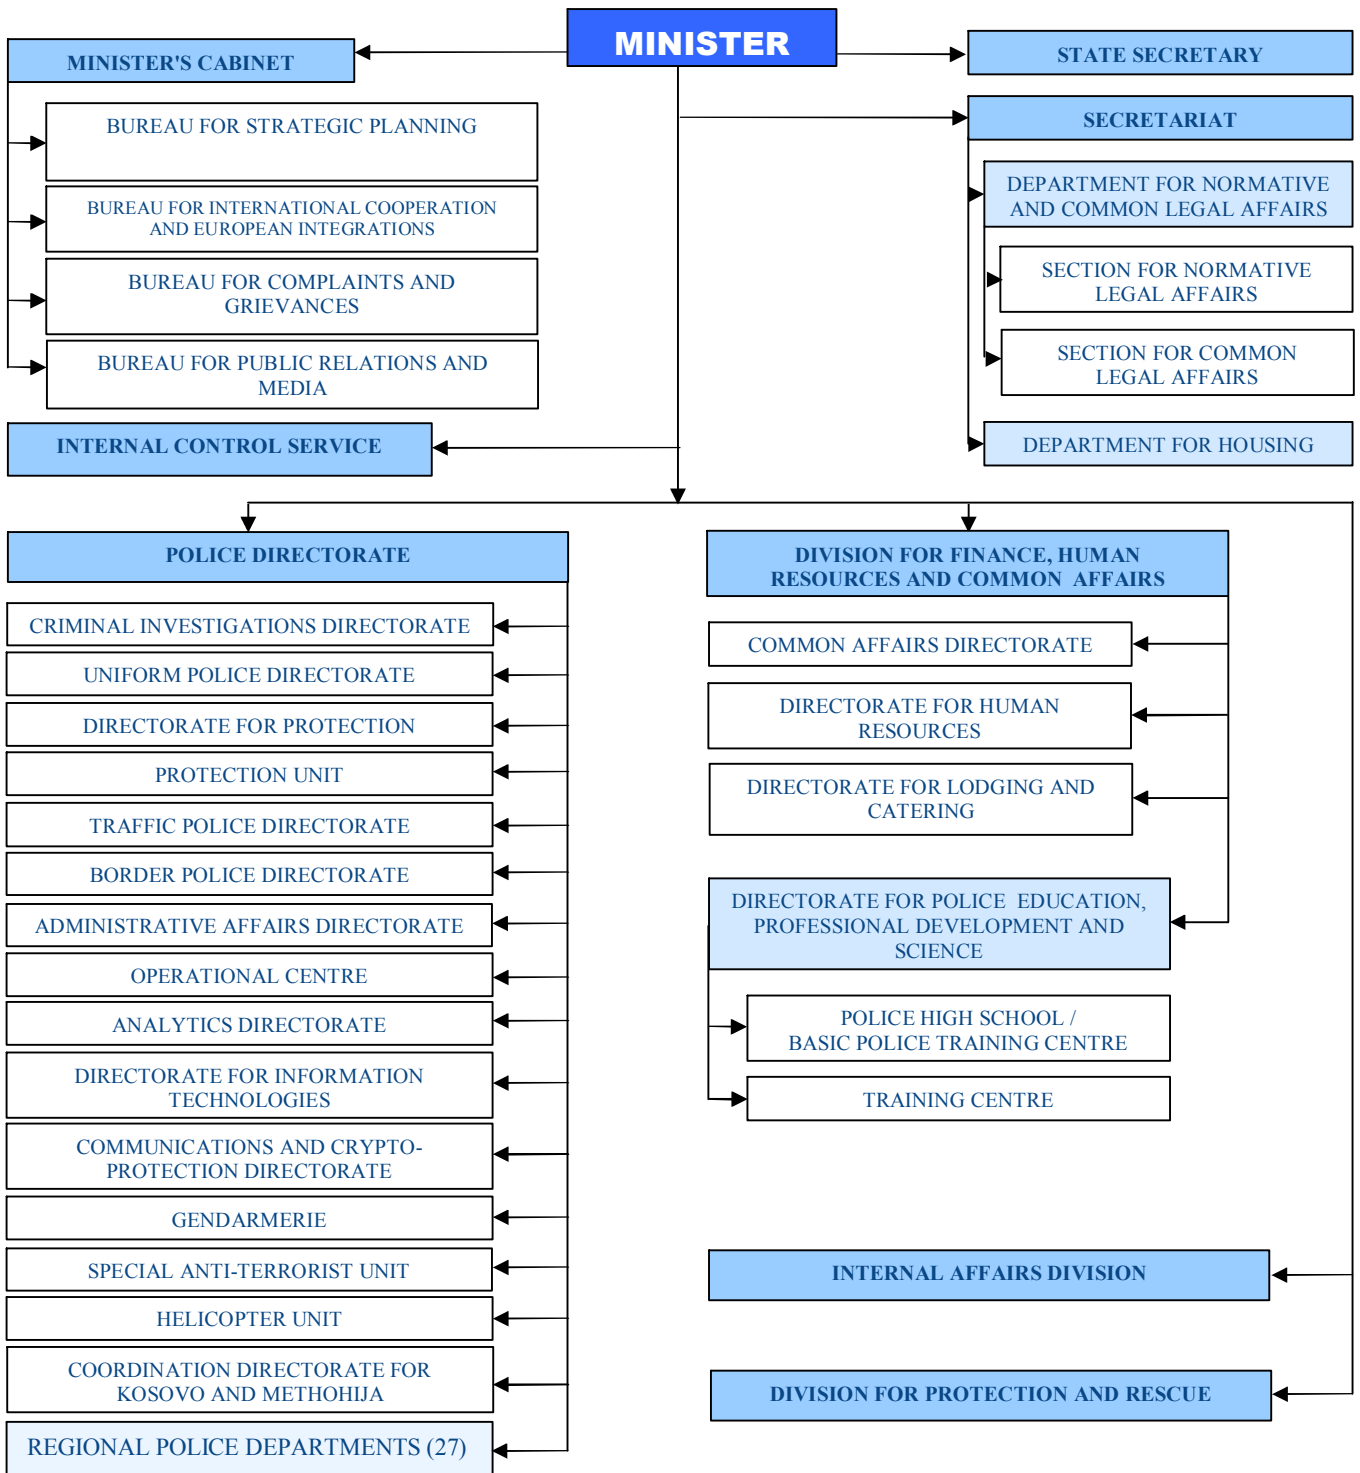 MINISTER
MINISTER'S CABINET
BUREAU FOR STRATEGIC PLANNING
BUREAU FOR INTERNATIONAL COOPERATION
AND EUROPEAN INTEGRATIONS
BUREAU FOR COMPLAINTS AND
GRIEVANCES
BUREAU FOR PUBLIC RELATIONS AND
MEDIA
INTERNAL CONTROL SERVICE
STATE SECRETARY
SECRETARIAT
DEPARTMENT FOR NORMATIVE
AND COMMON LEGAL AFFAIRS
SECTION FOR NORMATIVE
LEGAL AFFAIRS
SECTION FOR COMMON
LEGAL AFFAIRS
DEPARTMENT FOR HOUSING
POLICE DIRECTORATE
CRIMINAL INVESTIGATIONS DIRECTORATE
UNIFORM POLICE DIRECTORATE
DIRECTORATE FOR PROTECTION
PROTECTION UNIT
TRAFFIC POLICE DIRECTORATE
BORDER POLICE DIRECTORATE
ADMINISTRATIVE AFFAIRS DIRECTORATE
OPERATIONAL CENTRE
ANALYTICS DIRECTORATE
DIRECTORATE FOR INFORMATION
TECHNOLOGIES
COMMUNICATIONS AND CRYPTO-
PROTECTION DIRECTORATE
GENDARMERIE
SPECIAL ANTI-TERRORIST UNIT
HELICOPTER UNIT
COORDINATION DIRECTORATE FOR
KOSOVO AND METHOHIJA
REGIONAL POLICE DEPARTMENTS (27)
DIVISION FOR FINANCE, HUMAN
RESOURCES AND COMMON AFFAIRS
COMMON AFFAIRS DIRECTORATE
DIRECTORATE FOR HUMAN
RESOURCES
DIRECTORATE FOR LODGING AND
CATERING
DIRECTORATE FOR POLICE EDUCATION,
PROFESSIONAL DEVELOPMENT AND
SCIENCE
POLICE HIGH SCHOOL /
BASIC POLICE TRAINING CENTRE
TRAINING CENTRE
INTERNAL AFFAIRS DIVISION
DIVISION FOR PROTECTION AND RESCUE